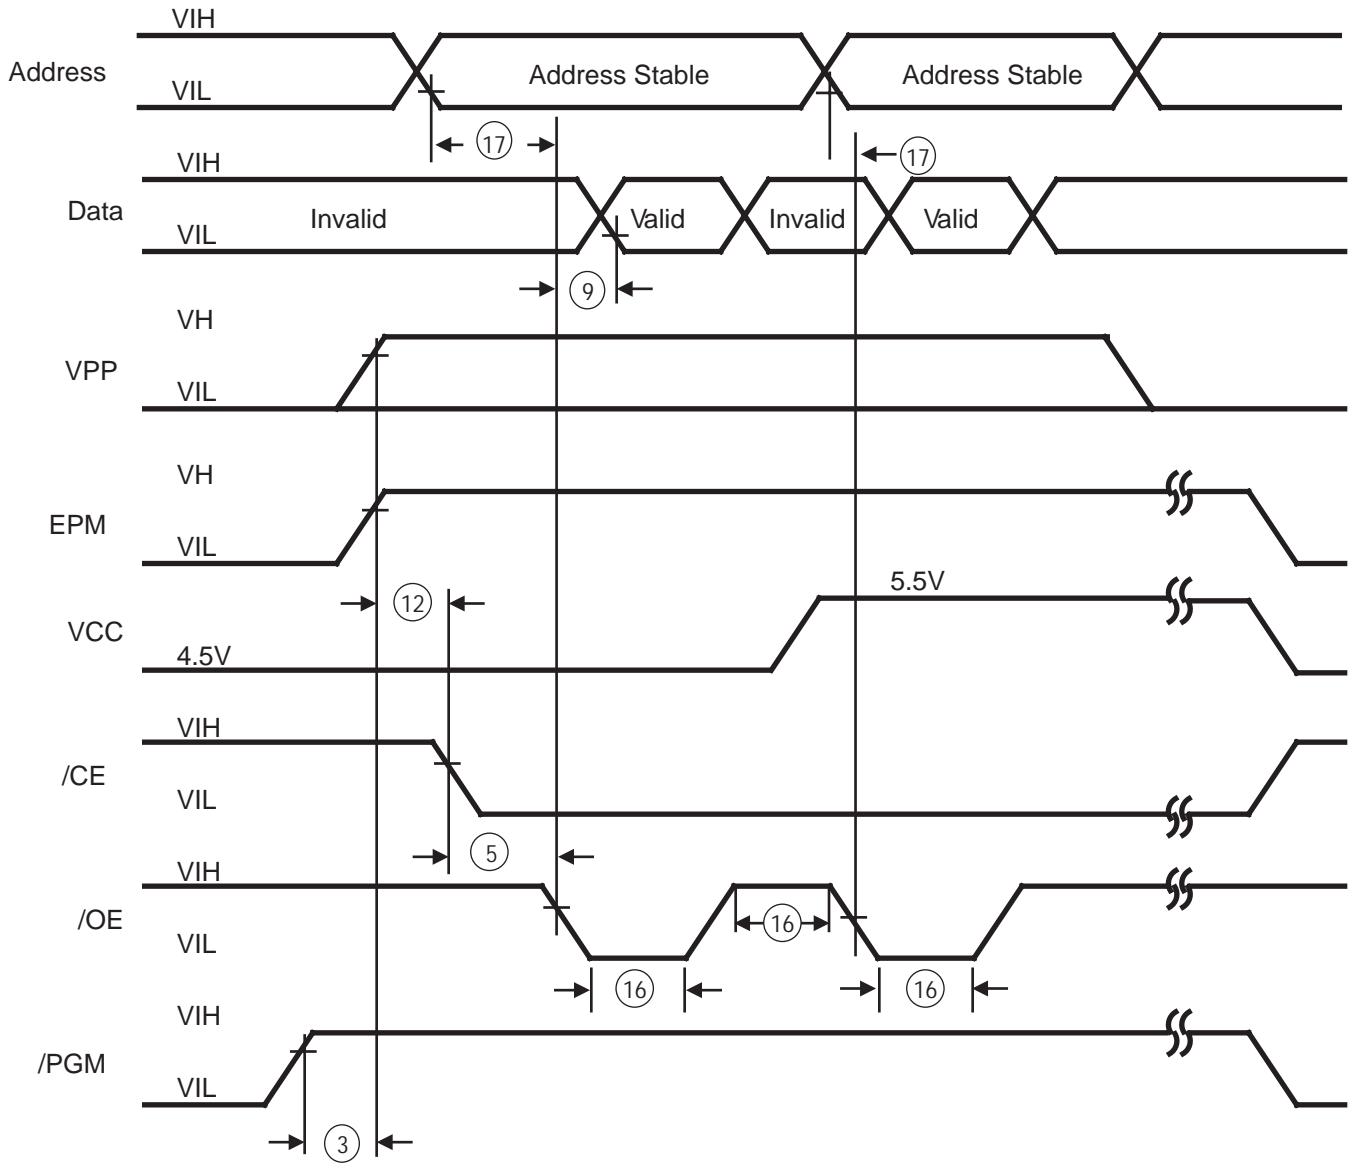 VIH
Address
VIL
Address Stable
Address Stable
17
17
VIH
Data
VIL
Invalid
Valid
Invalid
Valid
9
VH
VPP
VIL
VH
EPM
VIL
12
5.5V
VCC
4.5V
VIH
/CE
VIL
5
VIH
/OE
VIL
16
16
16
VIH
/PGM
VIL
3